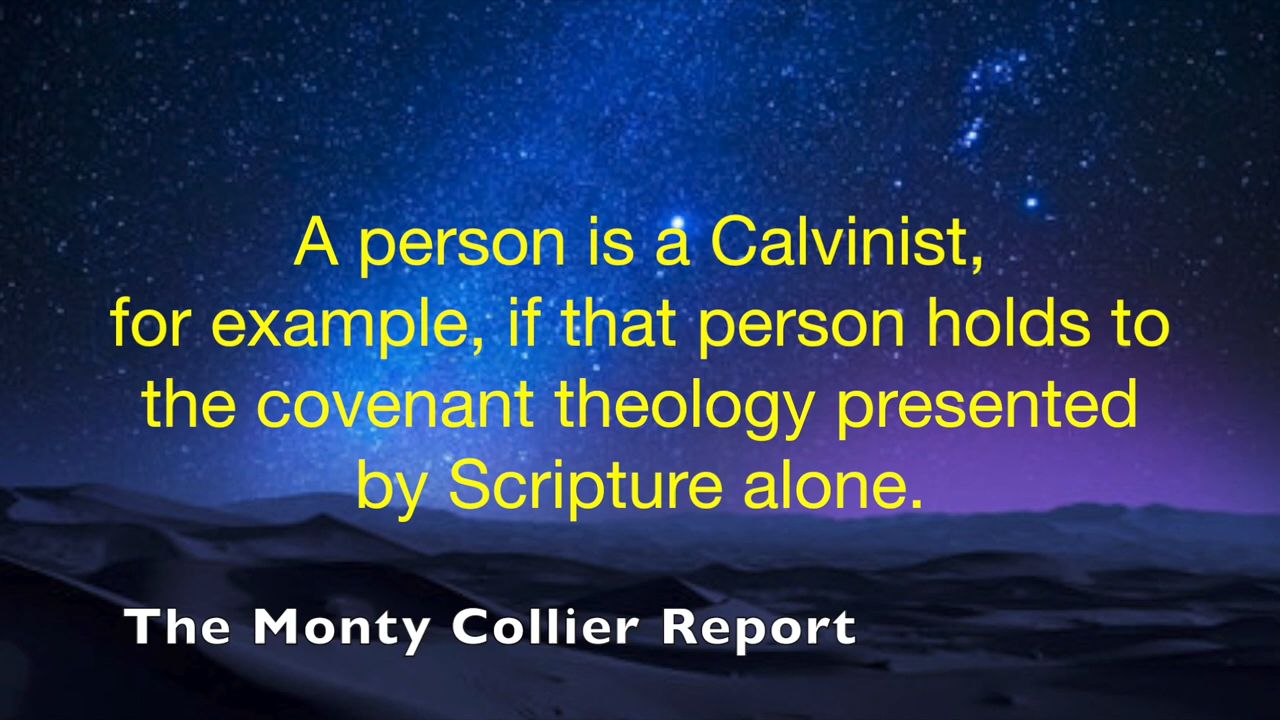 A person is a Calvinist,
for example, if that person holds to
the covenant theology presented
by Scripture alone.
The Monty Collier Report